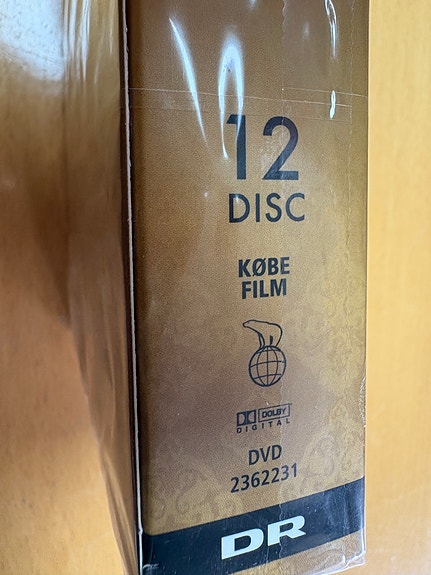 12
DISC
KØBE
FILM
DOLBY
DIGITAL
DVD
2362231
DR